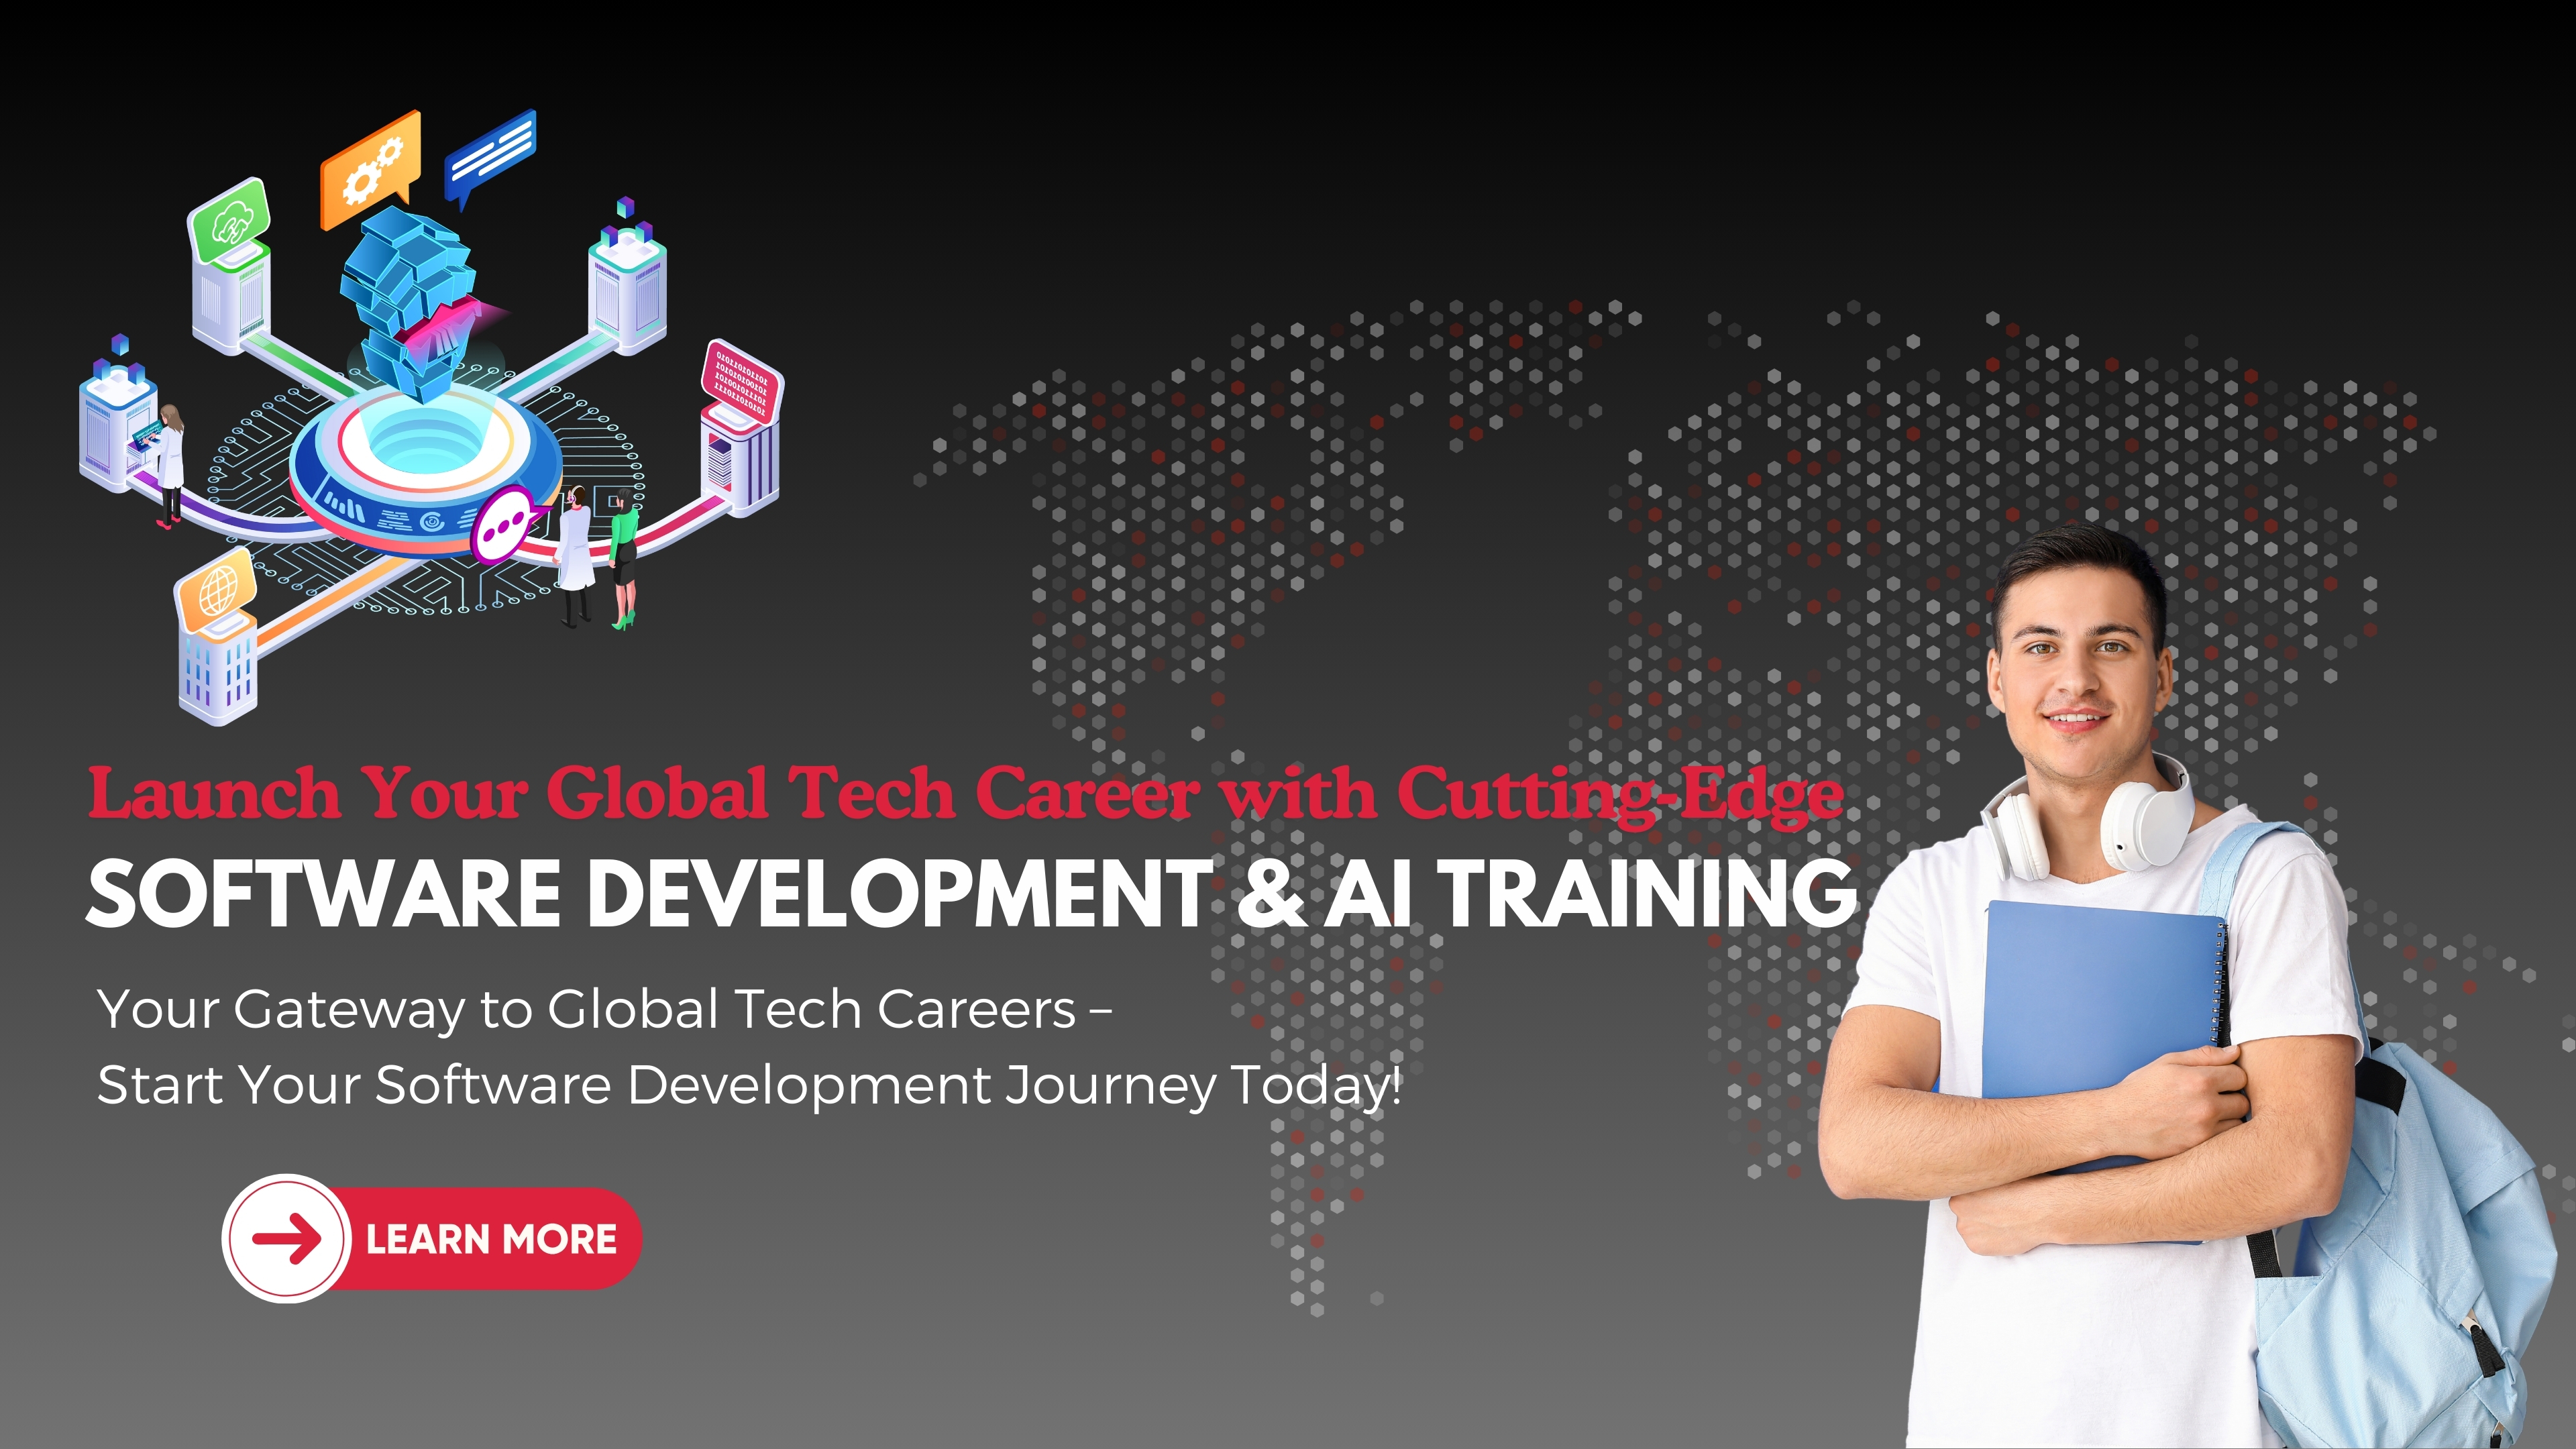 Launch Your Global Tech Career with Cutting-Edge
SOFTWARE DEVELOPMENT & AI TRAINING
Your Gateway to Global Tech Careers –
Start Your Software Development Journey Today!
LEARN MORE